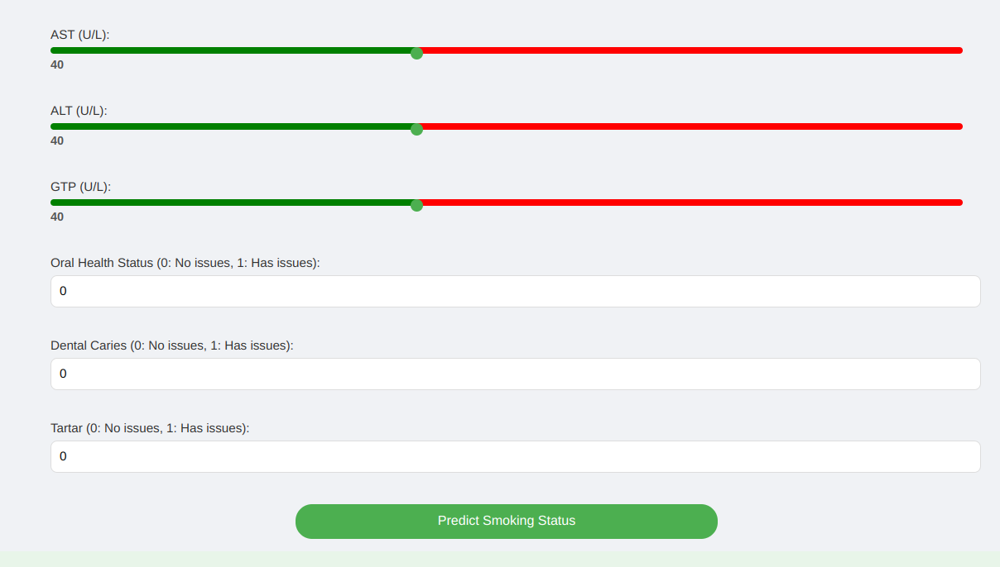 AST (U/L):
40
ALT (U/L):
40
GTP (U/L):
40
Oral Health Status (0: No issues, 1: Has issues):
0
Dental Caries (0: No issues, 1: Has issues):
0
Tartar (0: No issues, 1: Has issues):
0
Predict Smoking Status